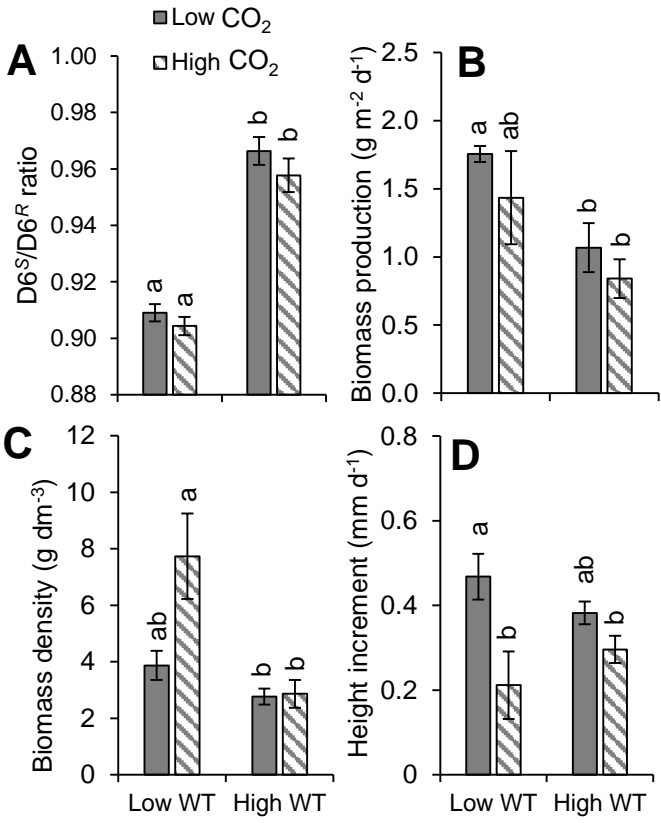 Low CO₂
High CO₂
A
D6ˢ/D6ᴿ ratio
1.00
0.98
0.96
0.94
0.92
0.90
0.88
a
a
b
b
B
Biomass production (g m⁻² d⁻¹)
2.5
2.0
1.5
1.0
0.5
0.0
a
ab
b
b
C
Biomass density (g dm⁻³)
12
10
8
6
4
2
0
ab
a
b
b
Low WT
High WT
D
Height increment (mm d⁻¹)
0.8
0.6
0.4
0.2
0
a
b
ab
b
Low WT
High WT